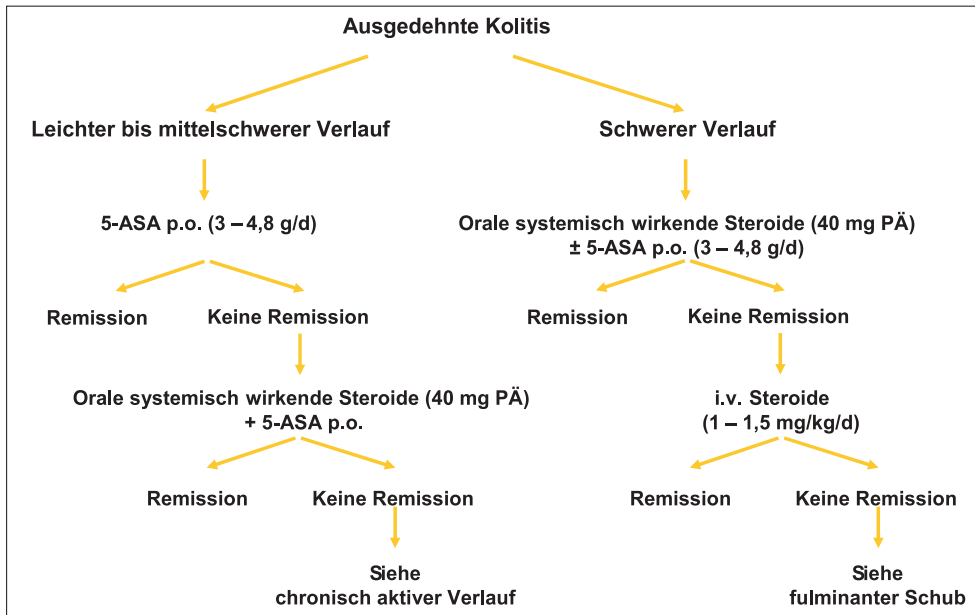 Ausgedehnte Kolitis
Leichter bis mittelschwerer Verlauf
Schwerer Verlauf
5-ASA p.o. (3 – 4,8 g/d)
Orale systemisch wirkende Steroide (40 mg PÄ)
± 5-ASA p.o. (3 – 4,8 g/d)
Remission
Keine Remission
Remission
Keine Remission
Orale systemisch wirkende Steroide (40 mg PÄ)
+ 5-ASA p.o.
i.v. Steroide
(1 – 1,5 mg/kg/d)
Remission
Keine Remission
Remission
Keine Remission
Siehe
chronisch aktiver Verlauf
Siehe
fulminanter Schub